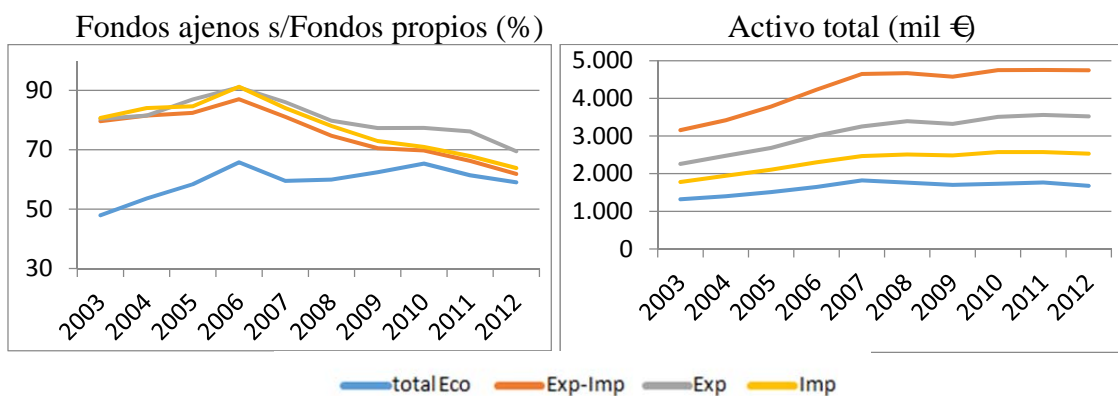 Fondos ajenos s/Fondos propios (%)
90
70
50
30
2003 2004 2005 2006 2007 2008 2009 2010 2011 2012
Activo total (mil €)
5.000
4.000
3.000
2.000
1.000
0
2003 2004 2005 2006 2007 2008 2009 2010 2011 2012
total Eco Exp-Imp Exp Imp